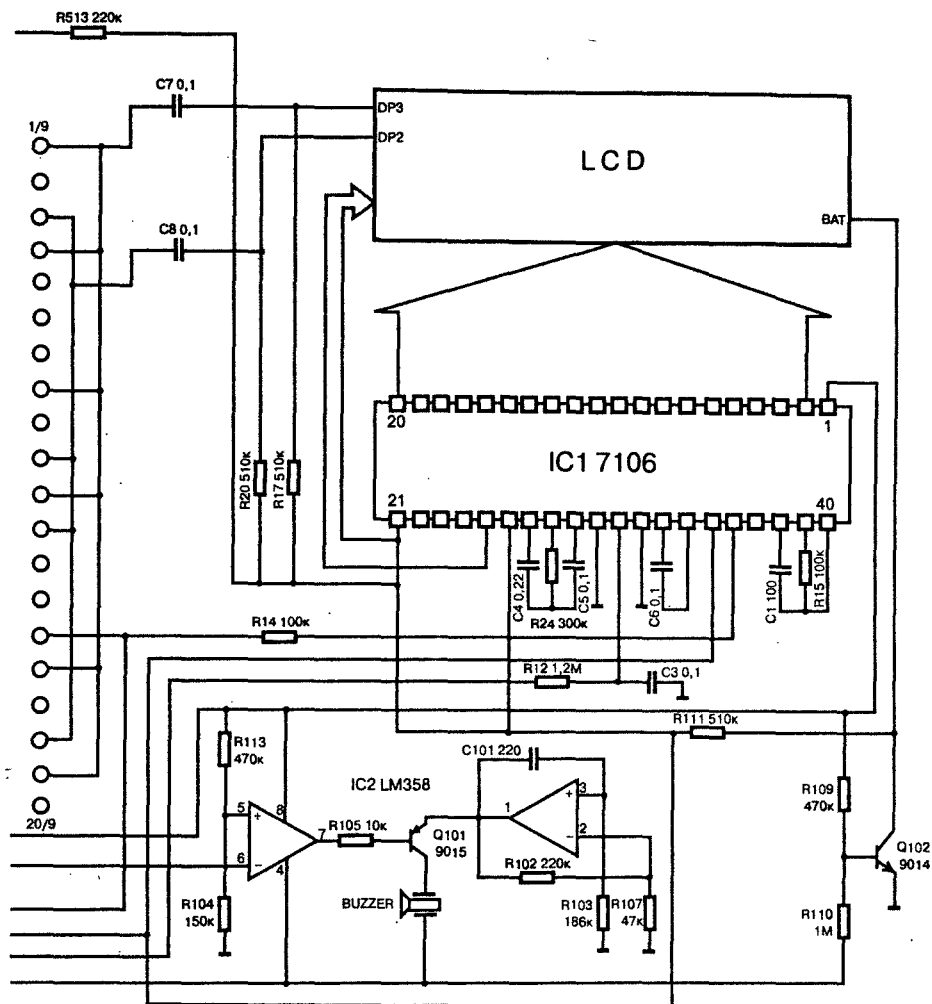 R513 220к
C7 0,1
DP3
1/9
DP2
LCD
BAT
C8 0,1
20
1
IC1 7106
R20 510к
R17 510к
21
40
C4 0,22
C5 0,1
C6 0,1
C1 100
R15 100к
R24 300к
R14 100к
R12 1,2М
C3 0,1
R111 510к
R113
470к
C101 220
IC2 LM358
R109
470к
20/9
5
+
8
7
R105 10к
Q101
9015
1
+
3
−
2
6
−
4
R102 220к
Q102
9014
R104
150к
BUZZER
R103
186к
R107
47к
R110
1М